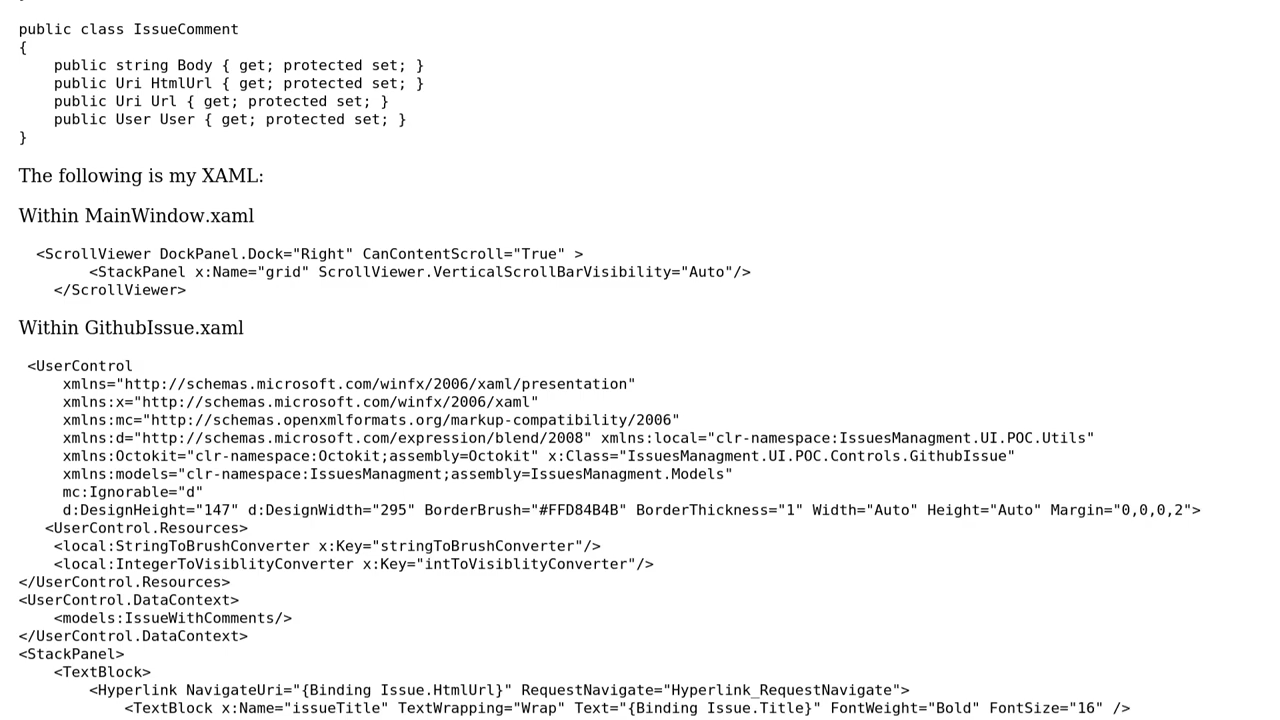 public class IssueComment
{
    public string Body { get; protected set; }
    public Uri HtmlUrl { get; protected set; }
    public Uri Url { get; protected set; }
    public User User { get; protected set; }
}
The following is my XAML:
Within MainWindow.xaml
  <ScrollViewer DockPanel.Dock="Right" CanContentScroll="True" >
        <StackPanel x:Name="grid" ScrollViewer.VerticalScrollBarVisibility="Auto"/>
    </ScrollViewer>
Within GithubIssue.xaml
 <UserControl
     xmlns="http://schemas.microsoft.com/winfx/2006/xaml/presentation"
     xmlns:x="http://schemas.microsoft.com/winfx/2006/xaml"
     xmlns:mc="http://schemas.openxmlformats.org/markup-compatibility/2006"
     xmlns:d="http://schemas.microsoft.com/expression/blend/2008" xmlns:local="clr-namespace:IssuesManagment.UI.POC.Utils"
     xmlns:Octokit="clr-namespace:Octokit;assembly=Octokit" x:Class="IssuesManagment.UI.POC.Controls.GithubIssue"
     xmlns:models="clr-namespace:IssuesManagment;assembly=IssuesManagment.Models"
     mc:Ignorable="d"
     d:DesignHeight="147" d:DesignWidth="295" BorderBrush="#FFD84B4B" BorderThickness="1" Width="Auto" Height="Auto" Margin="0,0,0,2">
   <UserControl.Resources>
    <local:StringToBrushConverter x:Key="stringToBrushConverter"/>
    <local:IntegerToVisiblityConverter x:Key="intToVisiblityConverter"/>
</UserControl.Resources>
<UserControl.DataContext>
    <models:IssueWithComments/>
</UserControl.DataContext>
<StackPanel>
    <TextBlock>
        <Hyperlink NavigateUri="{Binding Issue.HtmlUrl}" RequestNavigate="Hyperlink_RequestNavigate">
            <TextBlock x:Name="issueTitle" TextWrapping="Wrap" Text="{Binding Issue.Title}" FontWeight="Bold" FontSize="16" />